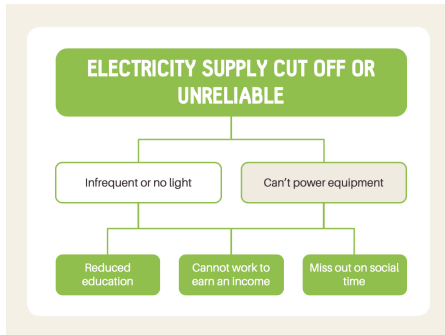 ELECTRICITY SUPPLY CUT OFF OR
UNRELIABLE
Infrequent or no light
Can't power equipment
Reduced
education
Cannot work to
earn an income
Miss out on social
time